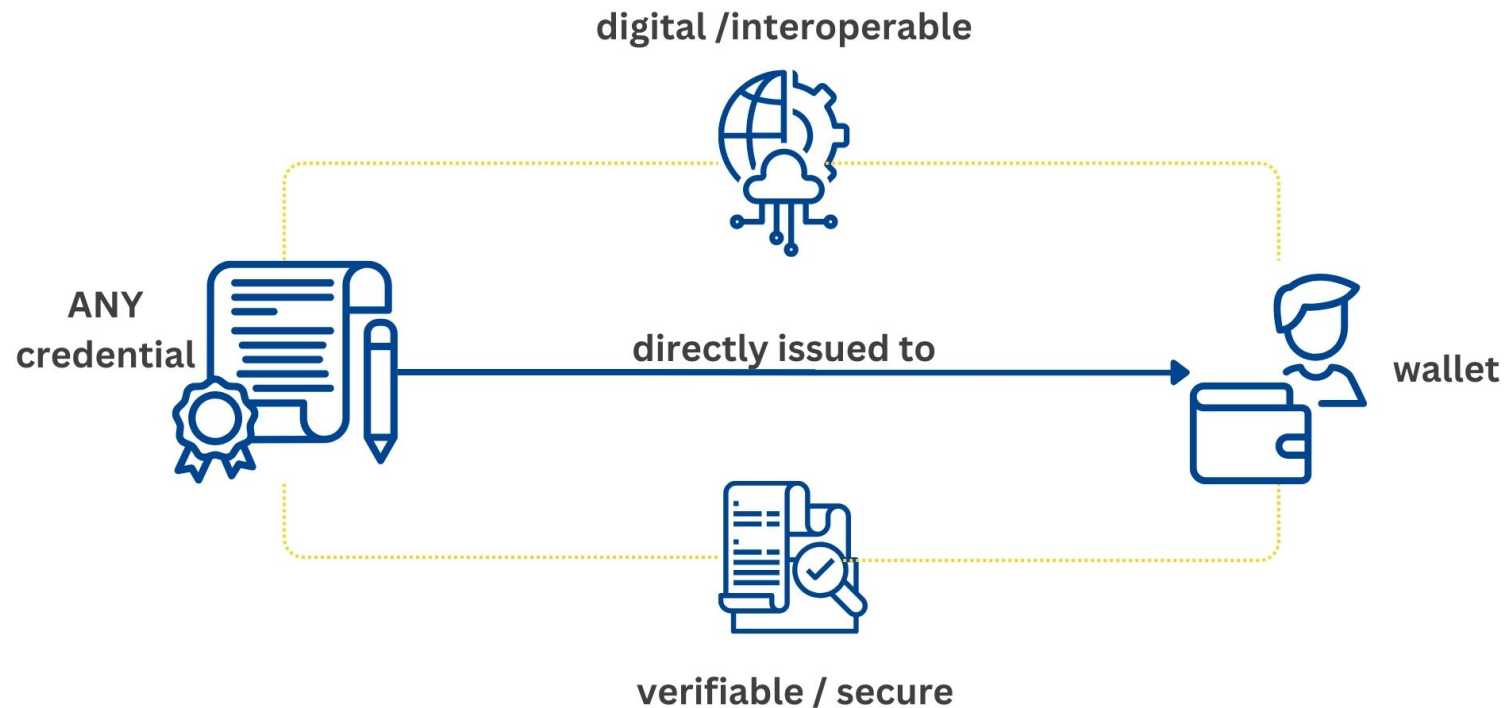 digital /interoperable
ANY
credential
directly issued to
wallet
verifiable / secure